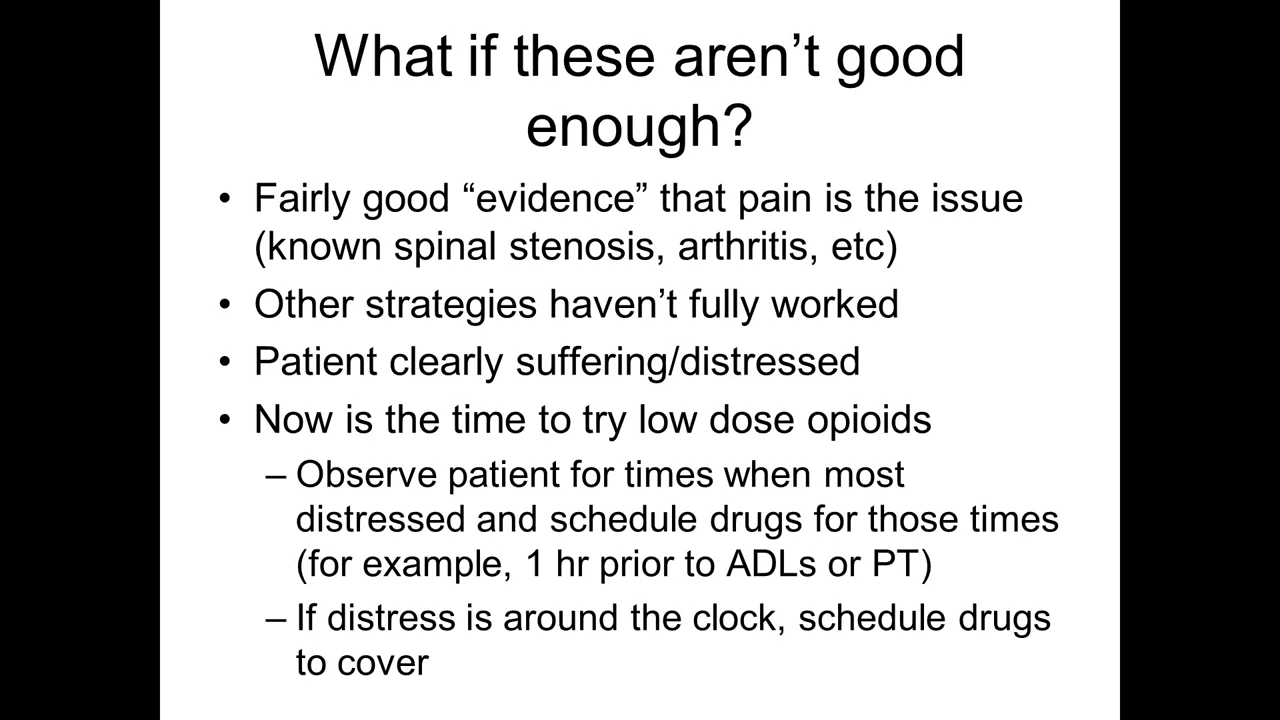 What if these aren’t good
enough?
• Fairly good “evidence” that pain is the issue
(known spinal stenosis, arthritis, etc)
• Other strategies haven’t fully worked
• Patient clearly suffering/distressed
• Now is the time to try low dose opioids
– Observe patient for times when most
distressed and schedule drugs for those times
(for example, 1 hr prior to ADLs or PT)
– If distress is around the clock, schedule drugs
to cover